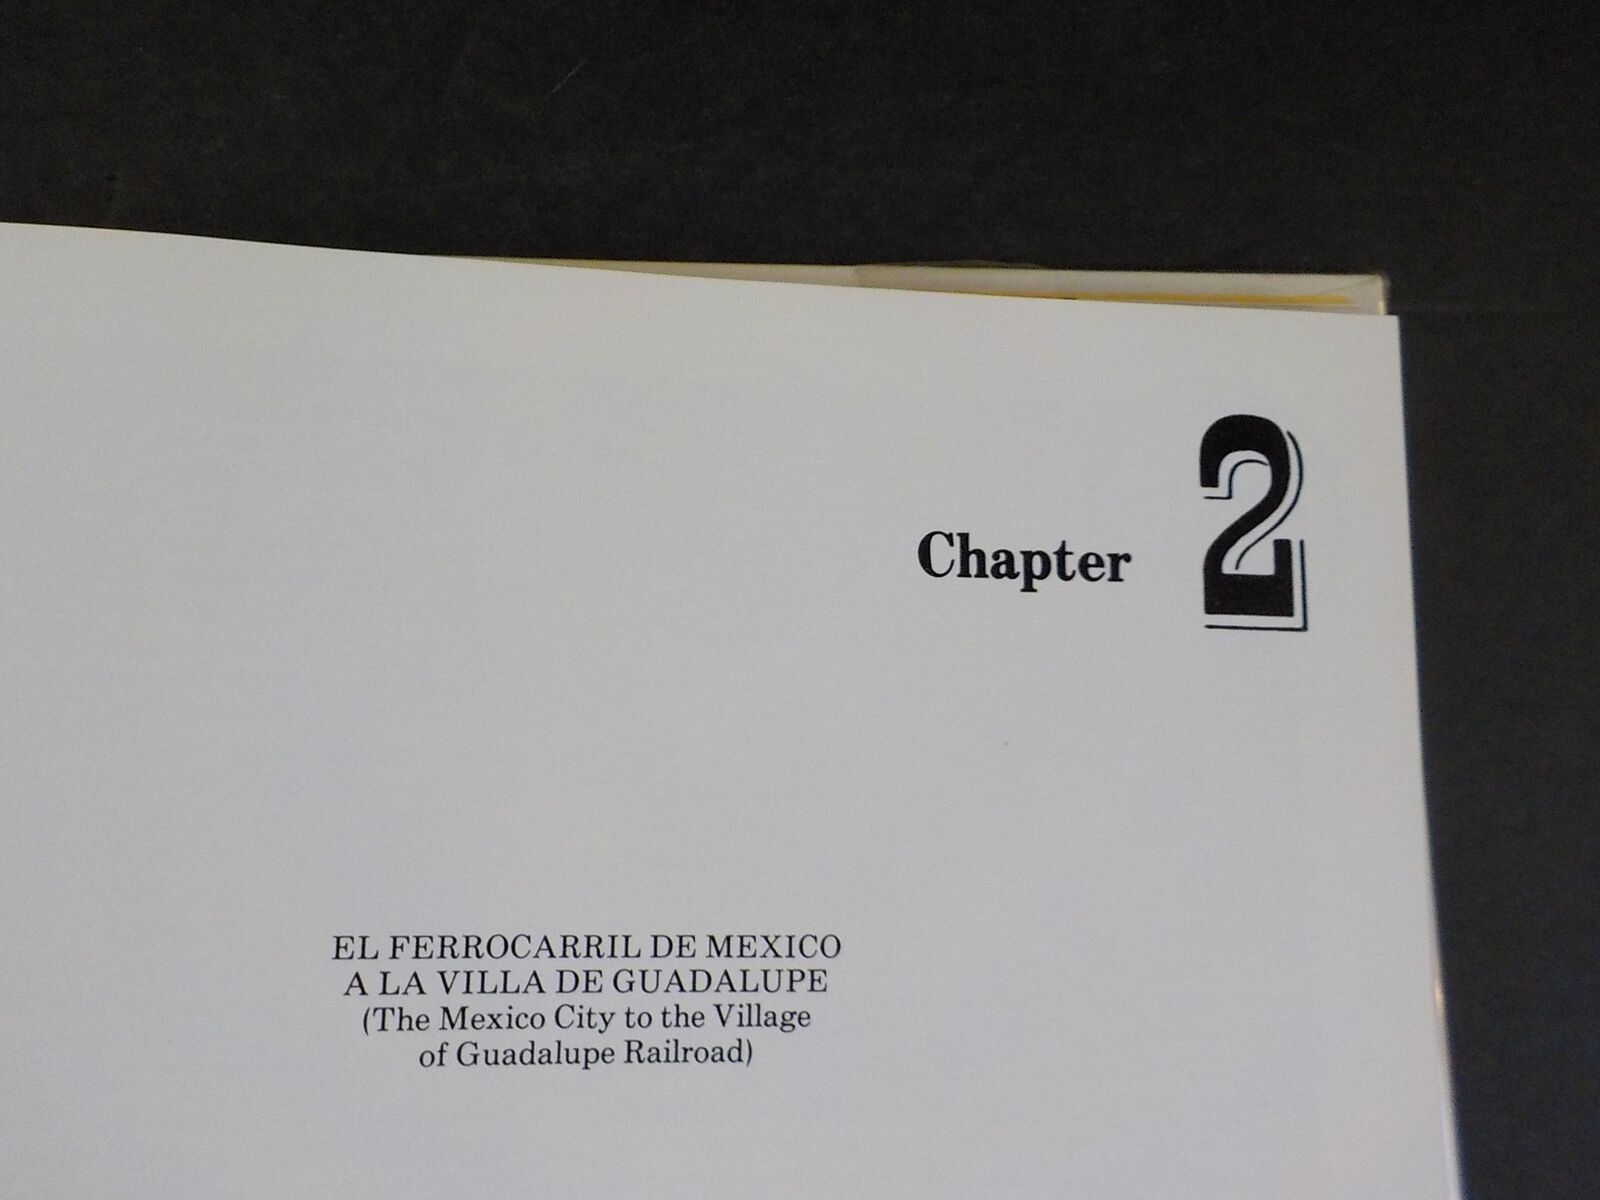 Chapter 2
EL FERROCARRIL DE MEXICO
A LA VILLA DE GUADALUPE
(The Mexico City to the Village
of Guadalupe Railroad)